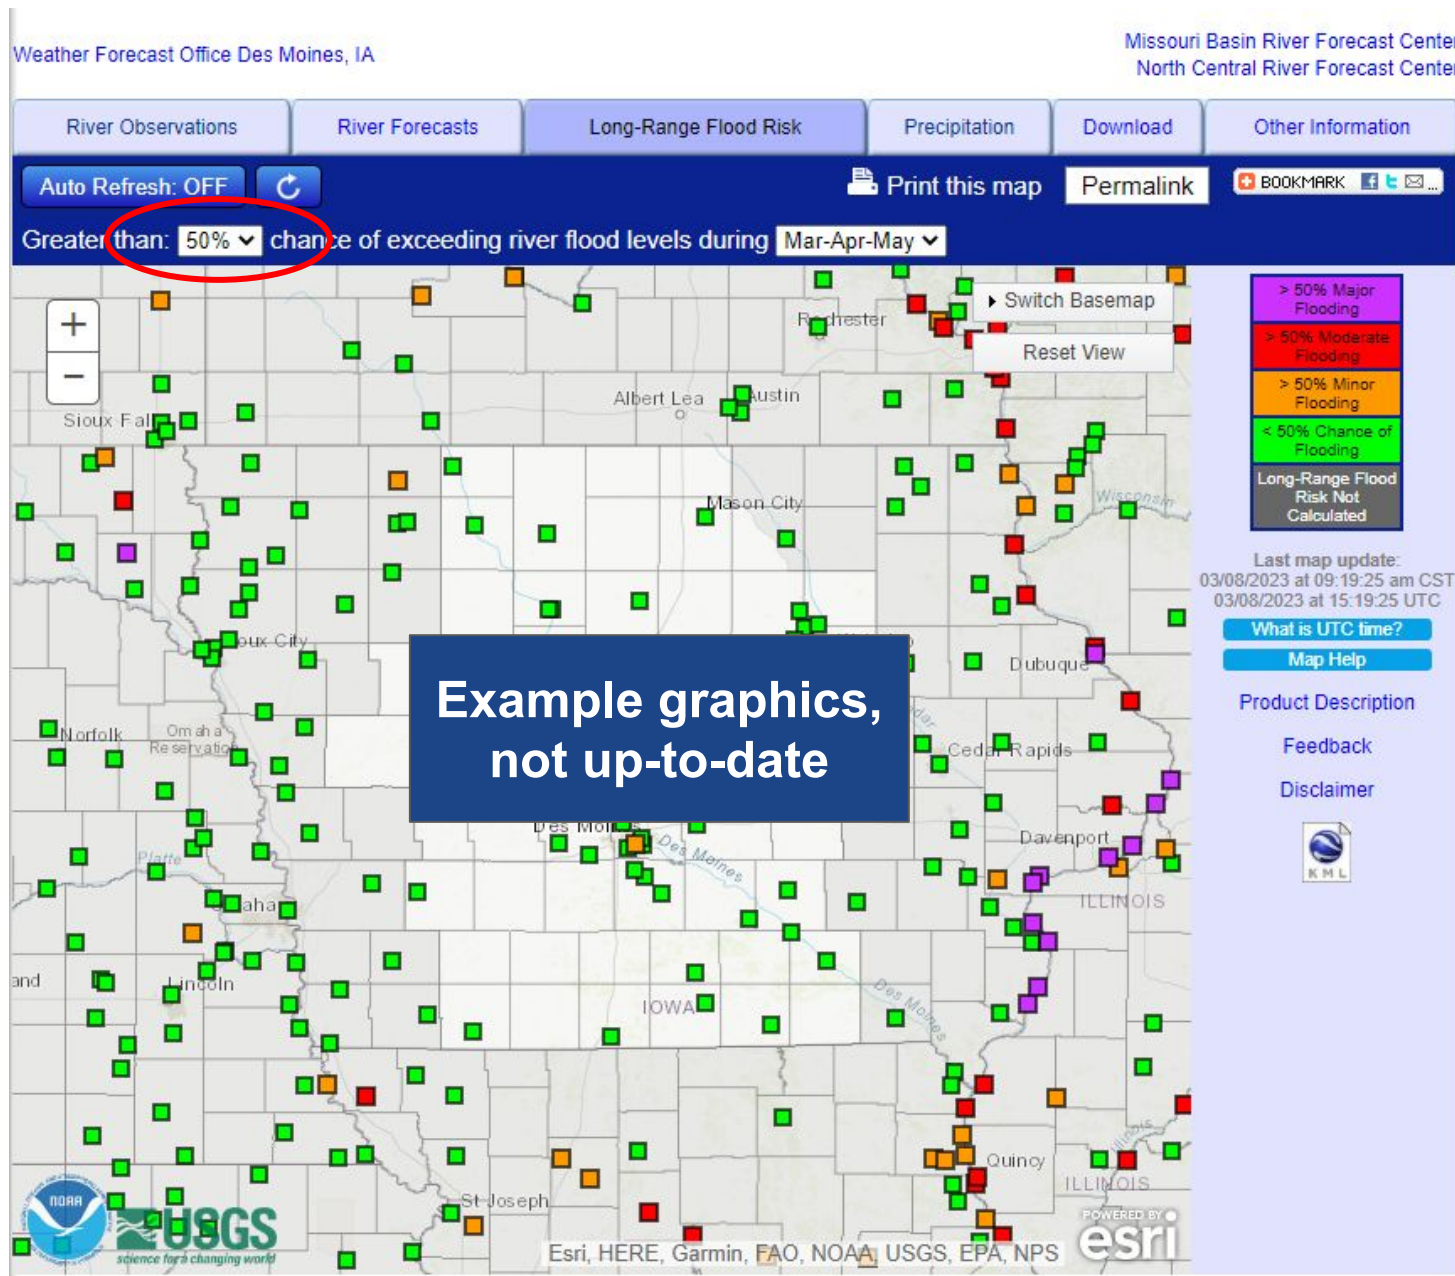 Weather Forecast Office Des Moines, IA
Missouri Basin River Forecast Center
North Central River Forecast Center
River Observations
River Forecasts
Long-Range Flood Risk
Precipitation
Download
Other Information
Auto Refresh: OFF
Print this map
Permalink
BOOKMARK
Greater than: 50% chance of exceeding river flood levels during Mar-Apr-May
+
−
Switch Basemap
Reset View
Rochester
Albert Lea
Austin
Sioux Fall
Mason City
Wisconsin
Sioux City
Dubuque
Norfolk
Omaha
Reservation
Cedar
Cedar Rapids
Example graphics,
not up-to-date
Des Moines
Des Moines
Davenport
Platte
Omaha
ILLINOIS
and
Lincoln
IOWA
Des Moines
Quincy
Illinois
ILLINOIS
St Joseph
NOAA
USGS
science for a changing world
Esri, HERE, Garmin, FAO, NOAA, USGS, EPA, NPS
POWERED BY
esri
> 50% Major
Flooding
> 50% Moderate
Flooding
> 50% Minor
Flooding
< 50% Chance of
Flooding
Long-Range Flood
Risk Not
Calculated
Last map update:
03/08/2023 at 09:19:25 am CST
03/08/2023 at 15:19:25 UTC
What is UTC time?
Map Help
Product Description
Feedback
Disclaimer
KML